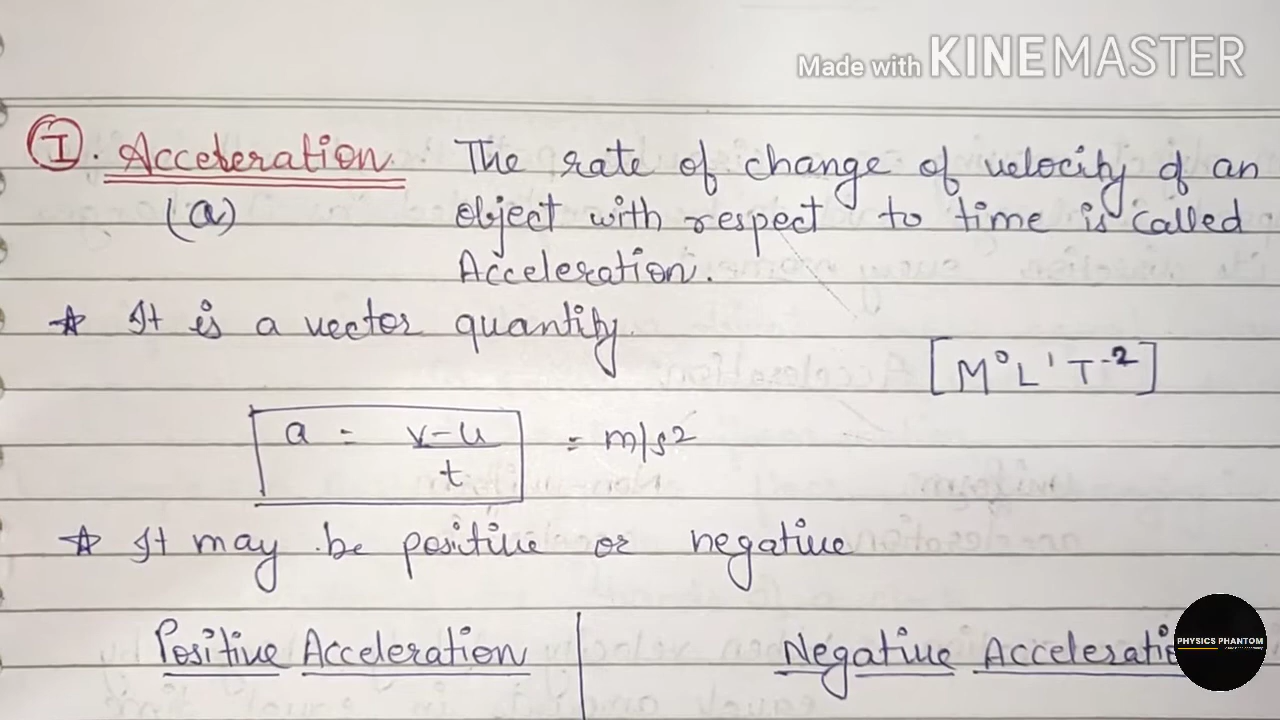 Made with KINEMASTER
I. Acceleration. The rate of change of velocity of an
(a) object with respect to time is called
Acceleration.
☆ It is a vector quantity.
[M⁰L¹T⁻²]
a = v-u/t = m/s²
☆ It may be positive or negative
Positive Acceleration | Negative Acceleratio
PHYSICS PHANTOM